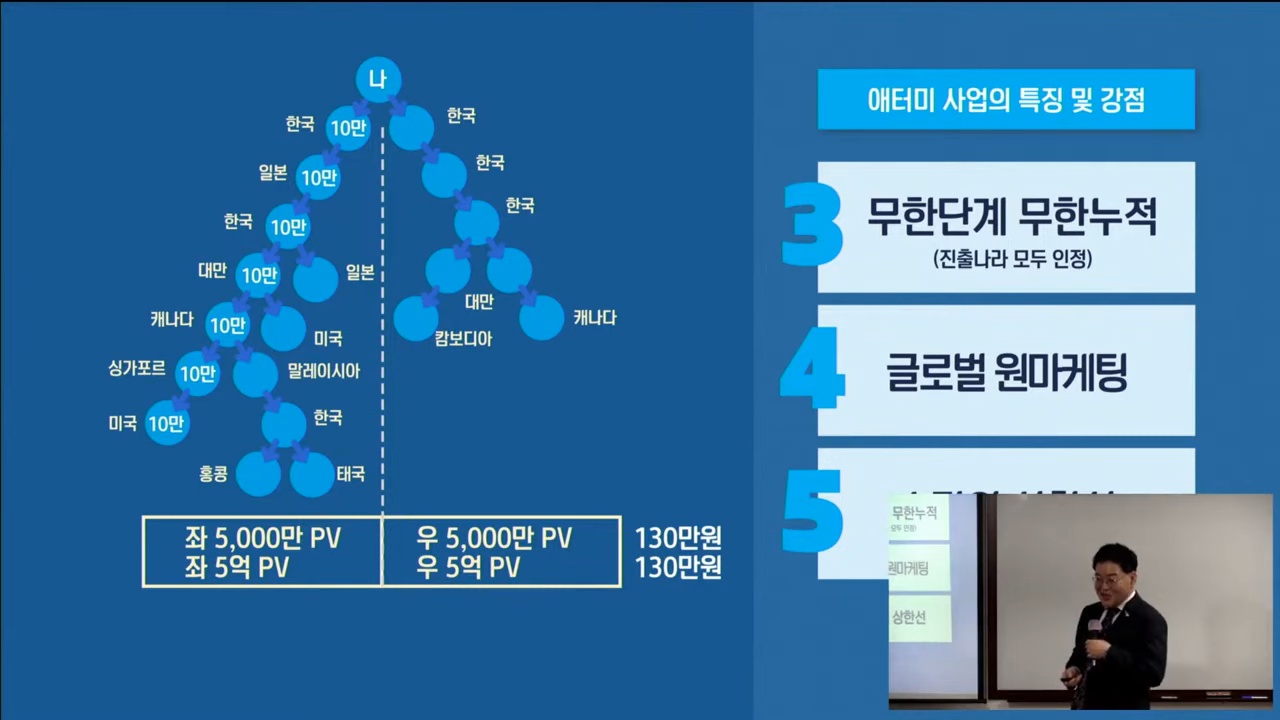 나
한국
10만
한국
일본
10만
한국
한국
10만
한국
대만
10만
일본
대만
캐나다
10만
미국
캄보디아
캐나다
싱가포르
10만
말레이시아
미국
10만
한국
홍콩
태국
좌 5,000만 PV
우 5,000만 PV
130만원
좌 5억 PV
우 5억 PV
130만원
애터미 사업의 특징 및 강점
3
무한단계 무한누적
(진출나라 모두 인정)
4
글로벌 원마케팅
5
무한누적
모두 인정)
원마케팅
상한선